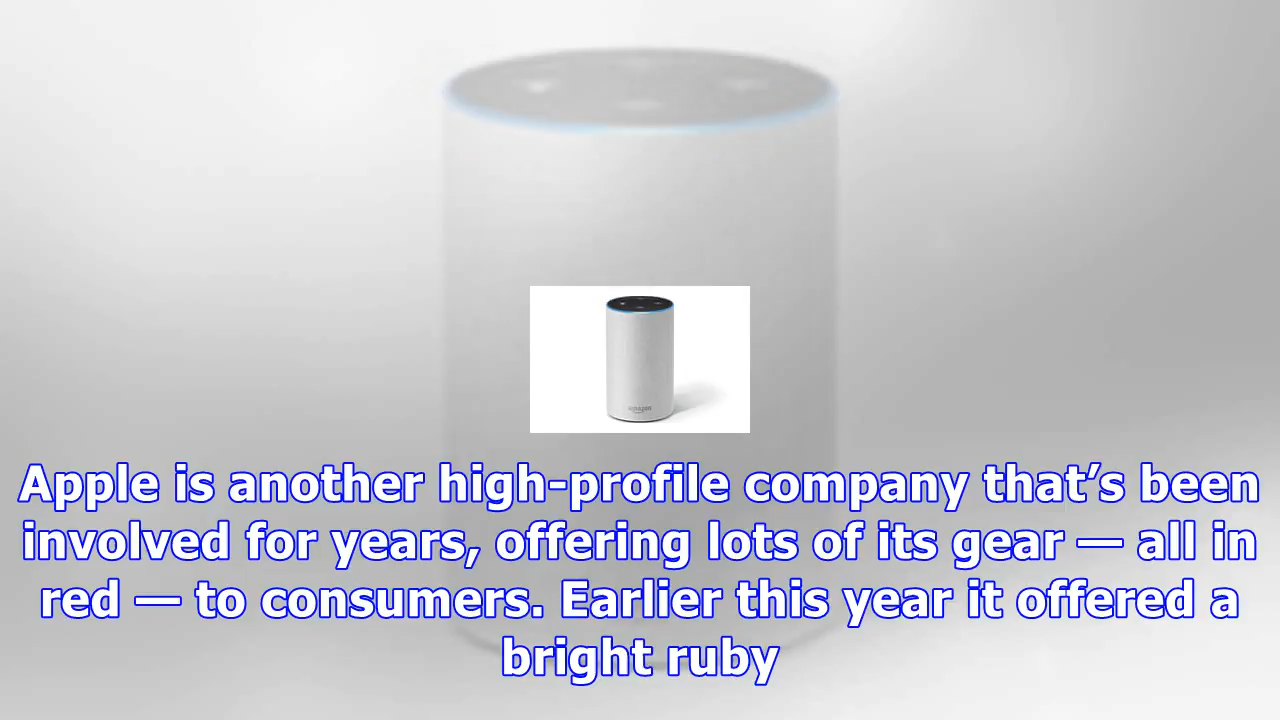 amazon
Apple is another high-profile company that’s been
involved for years, offering lots of its gear — all in
red — to consumers. Earlier this year it offered a
bright ruby